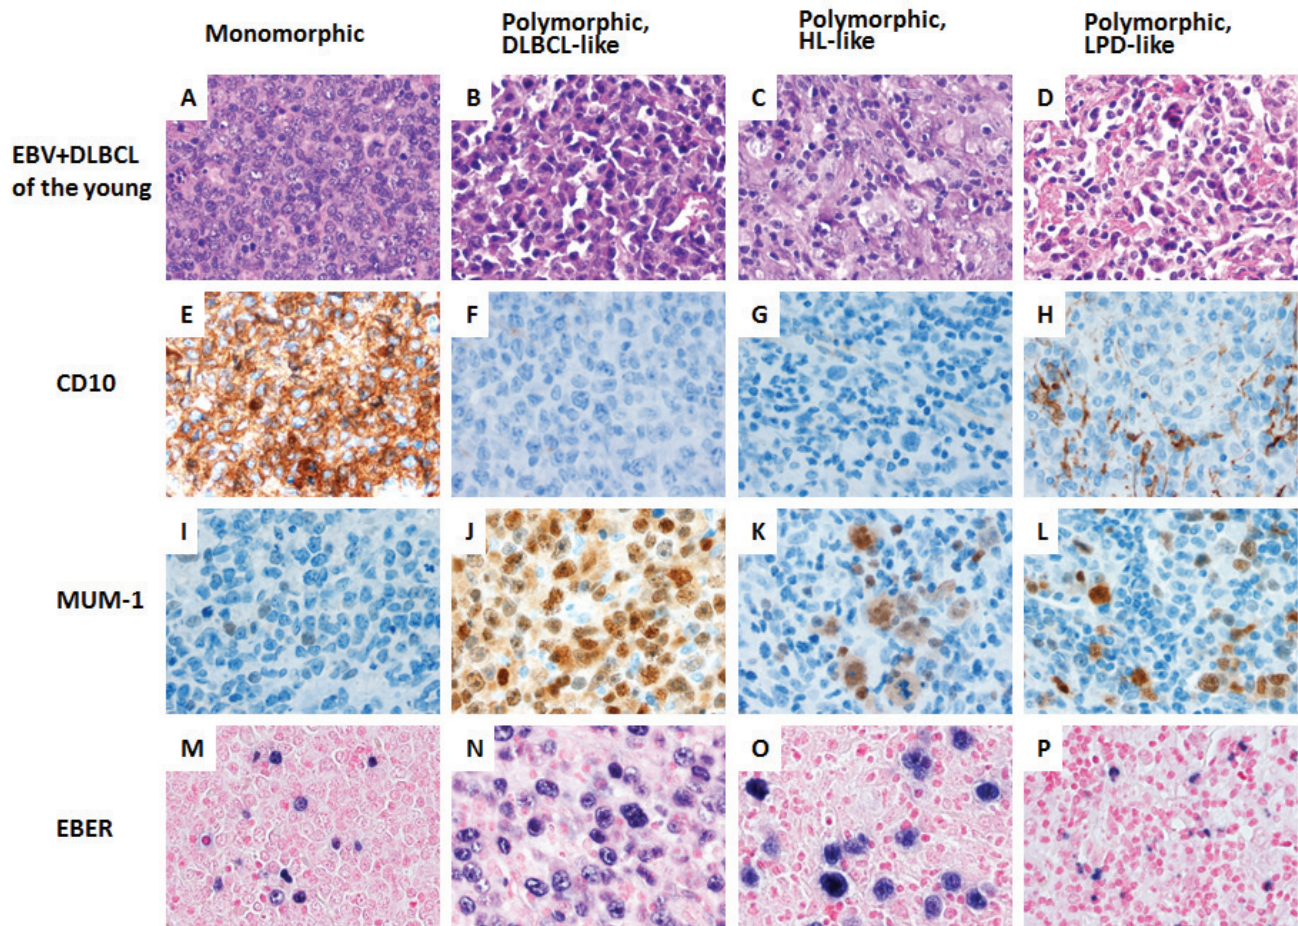 Monomorphic
Polymorphic,
DLBCL-like
Polymorphic,
HL-like
Polymorphic,
LPD-like
EBV+DLBCL
of the young
A
B
C
D
CD10
E
F
G
H
MUM-1
I
J
K
L
EBER
M
N
O
P